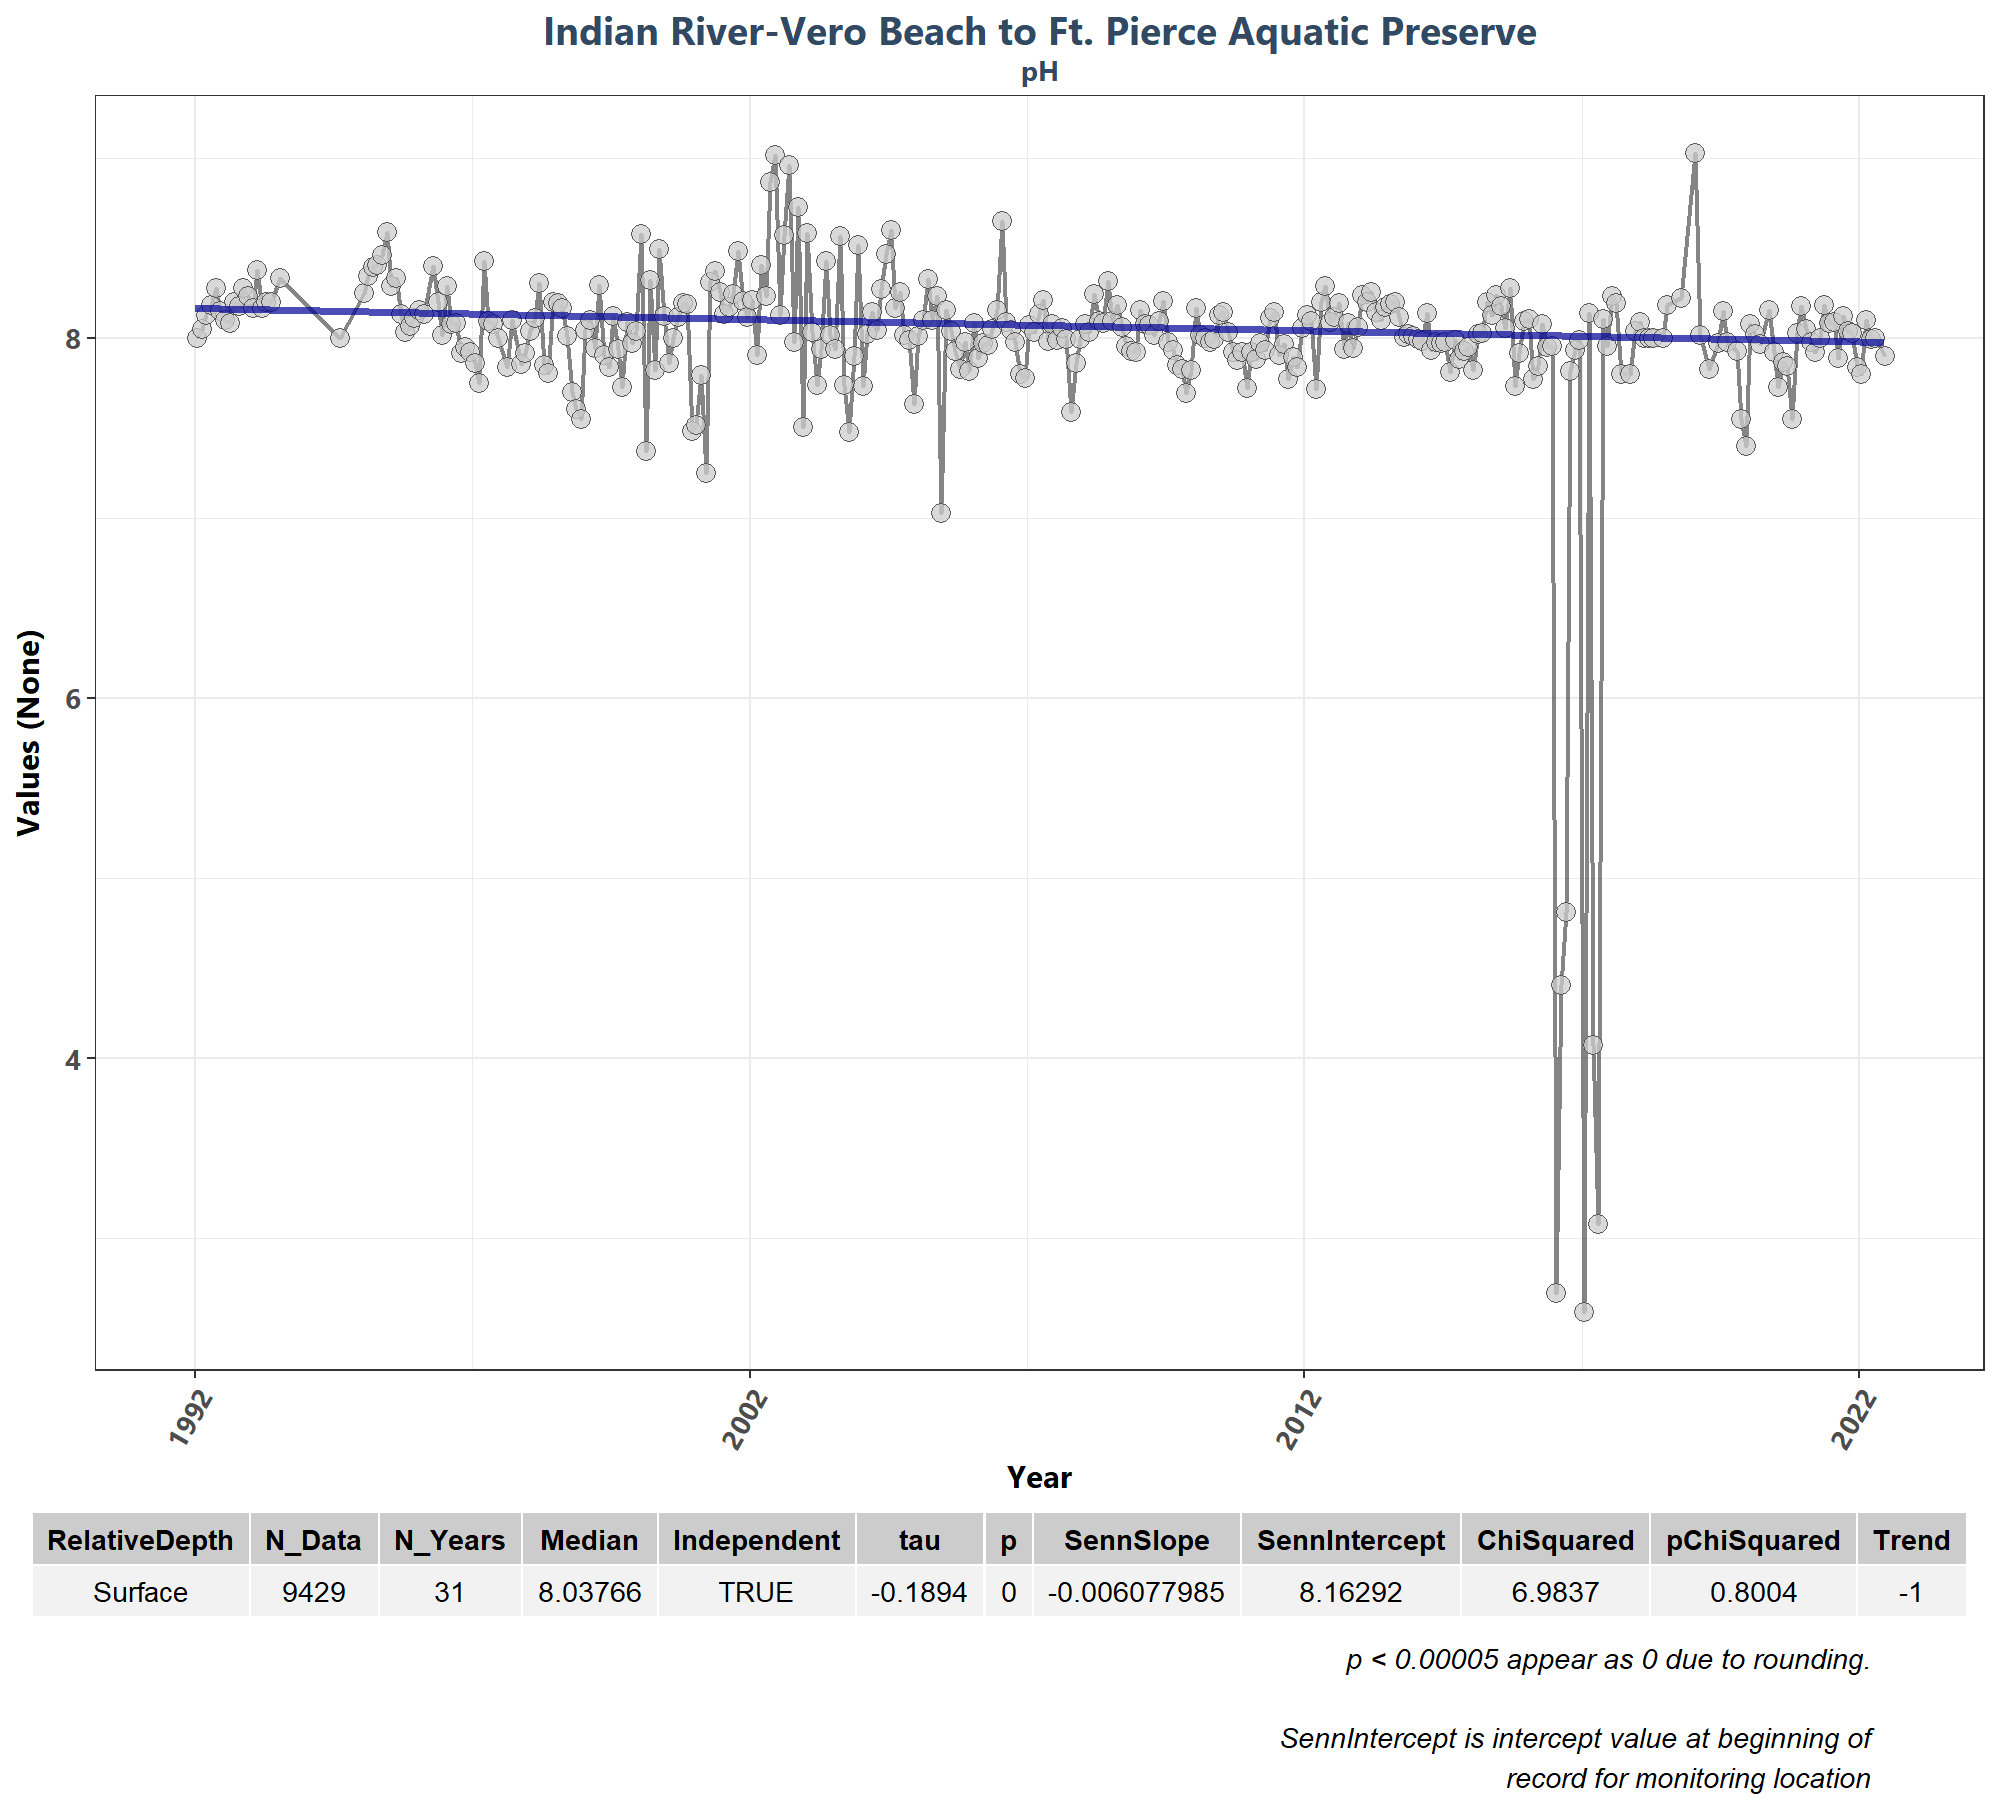 Indian River-Vero Beach to Ft. Pierce Aquatic Preserve
pH
Values (None)
8
6
4
1992 2002 2012 2022
Year
RelativeDepth N_Data N_Years Median Independent tau p SennSlope SennIntercept ChiSquared pChiSquared Trend
Surface 9429 31 8.03766 TRUE -0.1894 0 -0.006077985 8.16292 6.9837 0.8004 -1
p < 0.00005 appear as 0 due to rounding.
SennIntercept is intercept value at beginning of
record for monitoring location